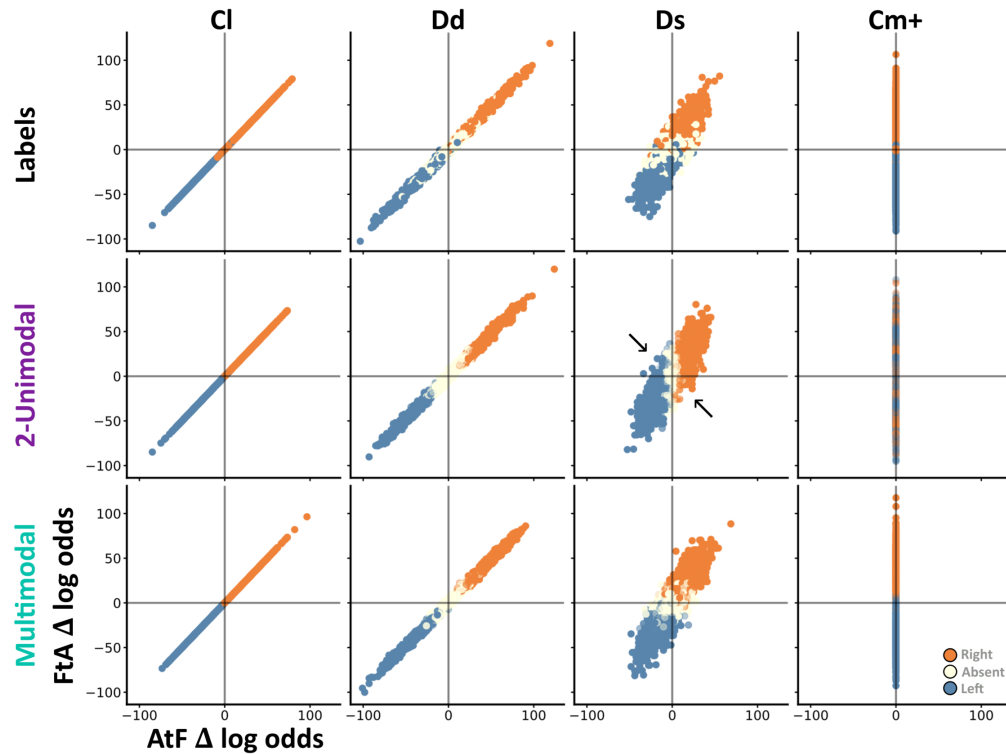 Cl Dd Ds Cm+
Labels
100
50
0
−50
−100
2-Unimodal
100
50
0
−50
−100
Multimodal
FtA Δ log odds
100
50
0
−50
−100
Right
Absent
Left
−100 0 100 −100 0 100 −100 0 100 −100 0 100
AtF Δ log odds